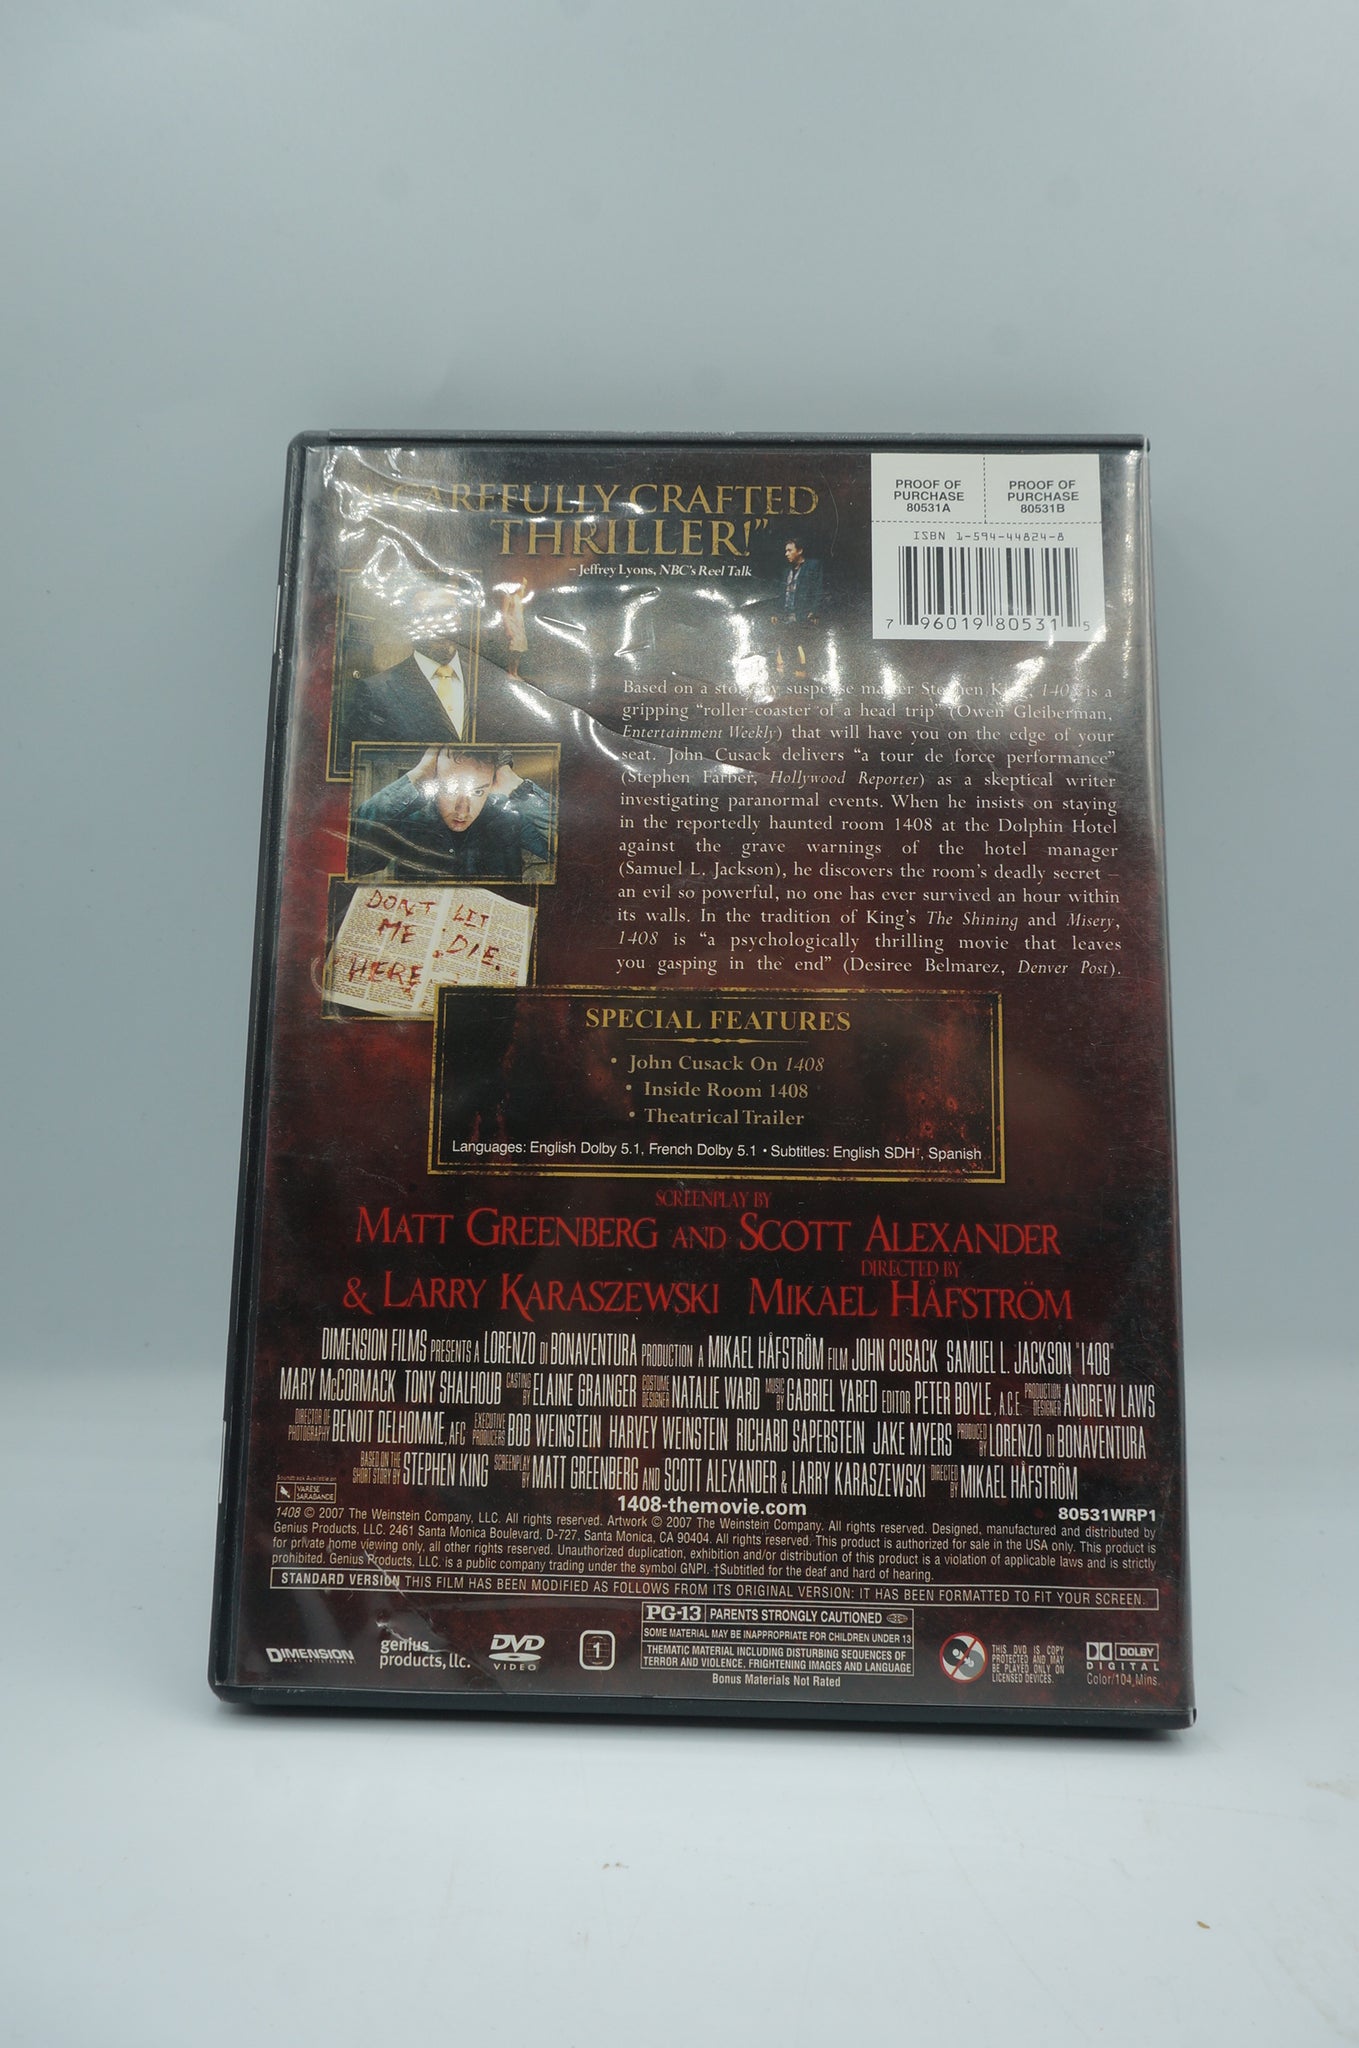 A CAREFULLY CRAFTED
THRILLER!"
– Jeffrey Lyons, NBC's Reel Talk
PROOF OF PURCHASE 80531A
PROOF OF PURCHASE 80531B
ISBN 1-594-44824-8
7 96019 80531 5
Based on a story by suspense master Stephen King, 1408 is a
gripping "roller-coaster of a head trip" (Owen Gleiberman,
Entertainment Weekly) that will have you on the edge of your
seat. John Cusack delivers "a tour de force performance"
(Stephen Farber, Hollywood Reporter) as a skeptical writer
investigating paranormal events. When he insists on staying
in the reportedly haunted room 1408 at the Dolphin Hotel
against the grave warnings of the hotel manager
(Samuel L. Jackson), he discovers the room's deadly secret –
an evil so powerful, no one has ever survived an hour within
its walls. In the tradition of King's The Shining and Misery,
1408 is "a psychologically thrilling movie that leaves
you gasping in the end" (Desiree Belmarez, Denver Post).
DON'T LET
ME DIE.
HERE
SPECIAL FEATURES
• John Cusack On 1408
• Inside Room 1408
• Theatrical Trailer
Languages: English Dolby 5.1, French Dolby 5.1 • Subtitles: English SDH†, Spanish
SCREENPLAY BY
MATT GREENBERG AND SCOTT ALEXANDER
& LARRY KARASZEWSKI
DIRECTED BY
MIKAEL HÅFSTRÖM
DIMENSION FILMS PRESENTS A LORENZO DI BONAVENTURA PRODUCTION A MIKAEL HÅFSTRÖM FILM JOHN CUSACK SAMUEL L. JACKSON "1408"
MARY McCORMACK TONY SHALHOUB CASTING BY ELAINE GRAINGER COSTUME DESIGNER NATALIE WARD MUSIC BY GABRIEL YARED EDITOR PETER BOYLE, A.C.E. PRODUCTION DESIGNER ANDREW LAWS
DIRECTOR OF PHOTOGRAPHY BENOIT DELHOMME, AFC EXECUTIVE PRODUCERS BOB WEINSTEIN HARVEY WEINSTEIN RICHARD SAPERSTEIN JAKE MYERS PRODUCED BY LORENZO DI BONAVENTURA
BASED ON THE SHORT STORY BY STEPHEN KING SCREENPLAY BY MATT GREENBERG AND SCOTT ALEXANDER & LARRY KARASZEWSKI DIRECTED BY MIKAEL HÅFSTRÖM
Soundtrack Available on
VARÈSE SARABANDE
1408-themovie.com
80531WRP1
1408 © 2007 The Weinstein Company, LLC. All rights reserved. Artwork © 2007 The Weinstein Company. All rights reserved. Designed, manufactured and distributed by
Genius Products, LLC. 2461 Santa Monica Boulevard, D-727, Santa Monica, CA 90404. All rights reserved. This product is authorized for sale in the USA only. This product is
for private home viewing only, all other rights reserved. Unauthorized duplication, exhibition and/or distribution of this product is a violation of applicable laws and is strictly
prohibited. Genius Products, LLC. is a public company trading under the symbol GNPI. †Subtitled for the deaf and hard of hearing.
STANDARD VERSION THIS FILM HAS BEEN MODIFIED AS FOLLOWS FROM ITS ORIGINAL VERSION: IT HAS BEEN FORMATTED TO FIT YOUR SCREEN.
DIMENSION
genius
products, llc.
DVD
VIDEO
1
PG-13 PARENTS STRONGLY CAUTIONED
SOME MATERIAL MAY BE INAPPROPRIATE FOR CHILDREN UNDER 13
THEMATIC MATERIAL INCLUDING DISTURBING SEQUENCES OF
TERROR AND VIOLENCE, FRIGHTENING IMAGES AND LANGUAGE
Bonus Materials Not Rated
THIS DVD IS COPY
PROTECTED AND MAY
BE PLAYED ONLY ON
LICENSED DEVICES.
DOLBY
DIGITAL
Color/104 Mins.